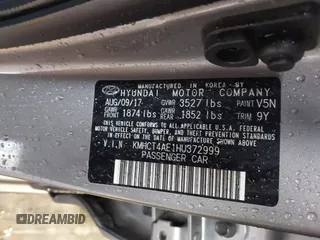 MANUFACTURED IN KOREA BY
HYUNDAI MOTOR COMPANY
AUG/09/17 GVWR 3527 lbs PAINT V5N
GAWR FRONT 1874 lbs GAWR REAR 1852 lbs TRIM 9Y
THIS VEHICLE CONFORMS TO ALL APPLICABLE U.S. FEDERAL
MOTOR VEHICLE SAFETY, BUMPER, AND THEFT PREVENTION
STANDARDS IN EFFECT ON THE DATE OF MANUFACTURE
SHOWN ABOVE.
V.I.N KMHCT4AE1HU372999
PASSENGER CAR
DREAMBID